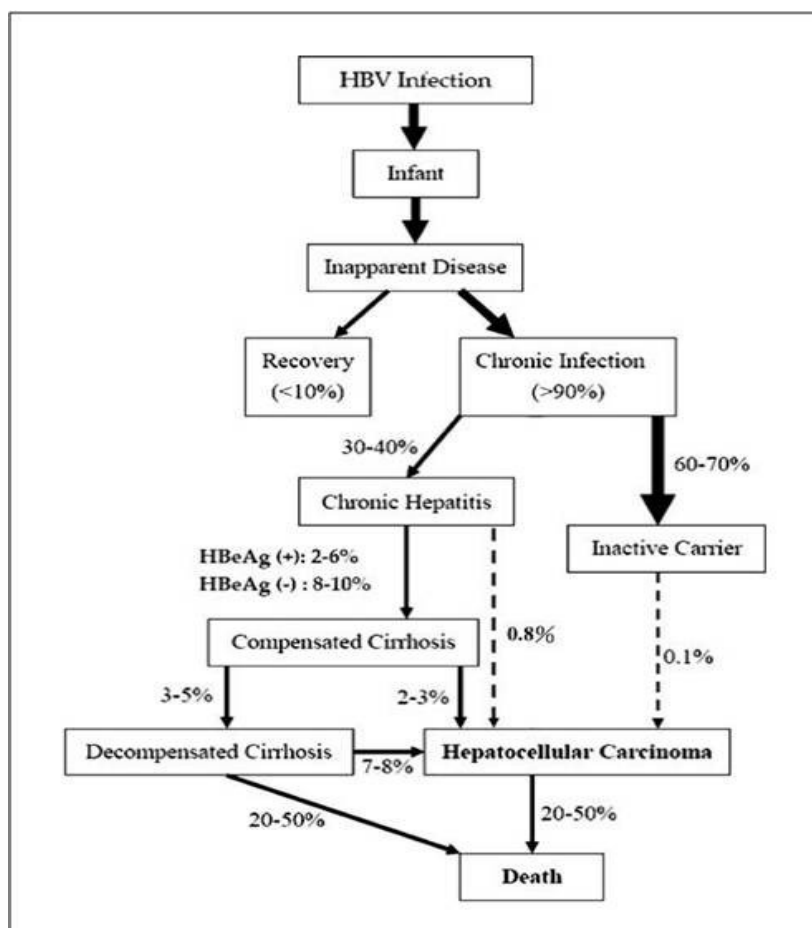 HBV Infection
Infant
Inapparent Disease
Recovery
(<10%)
Chronic Infection
(>90%)
30-40%
60-70%
Chronic Hepatitis
Inactive Carrier
HBeAg (+): 2-6%
HBeAg (-) : 8-10%
0.8%
0.1%
Compensated Cirrhosis
3-5%
2-3%
Decompensated Cirrhosis
7-8%
Hepatocellular Carcinoma
20-50%
20-50%
Death